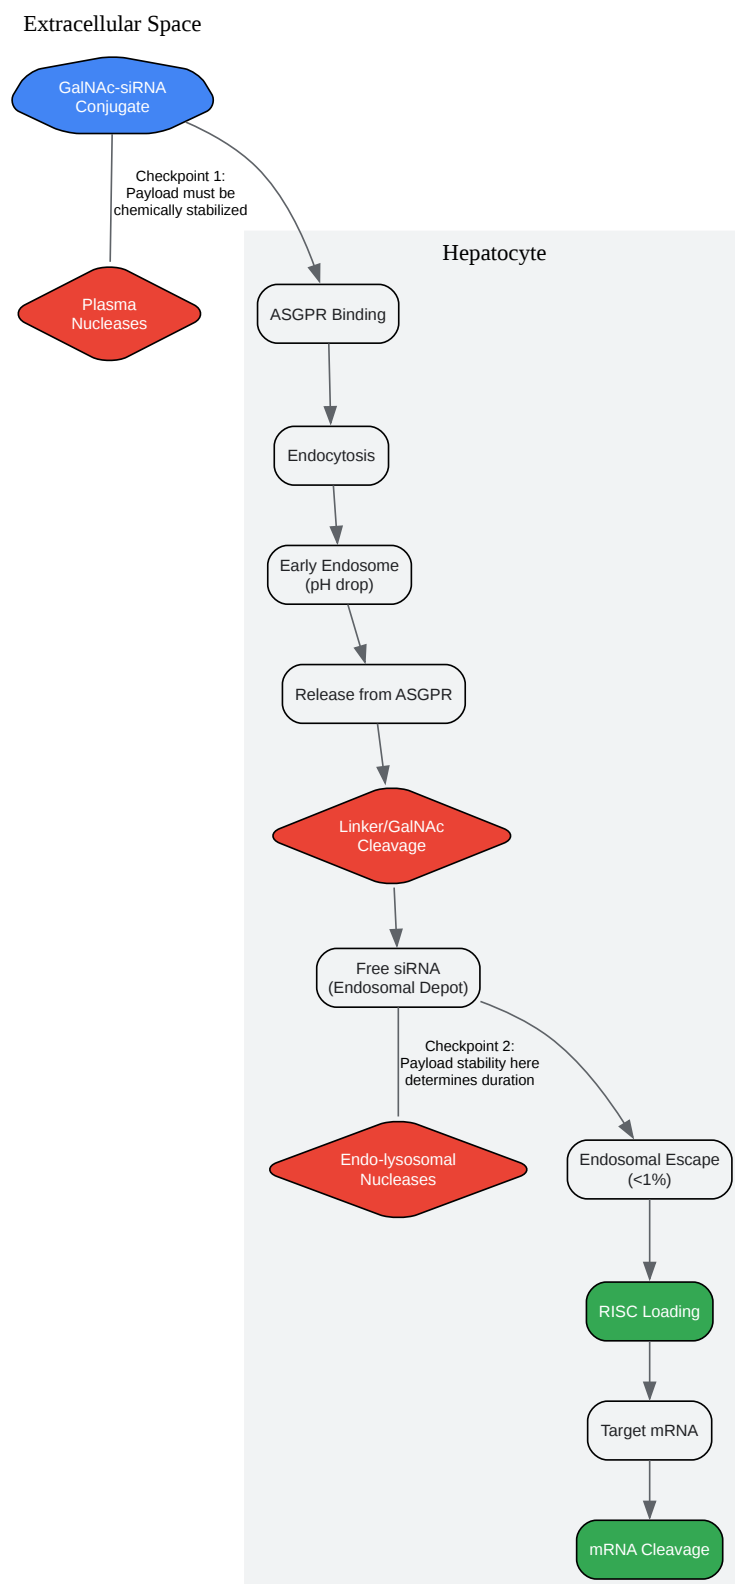 Extracellular Space
GalNAc-siRNA
Conjugate
Checkpoint 1:
Payload must be
chemically stabilized
Plasma
Nucleases
Hepatocyte
ASGPR Binding
Endocytosis
Early Endosome
(pH drop)
Release from ASGPR
Linker/GalNAc
Cleavage
Free siRNA
(Endosomal Depot)
Checkpoint 2:
Payload stability here
determines duration
Endo-lysosomal
Nucleases
Endosomal Escape
(<1%)
RISC Loading
Target mRNA
mRNA Cleavage